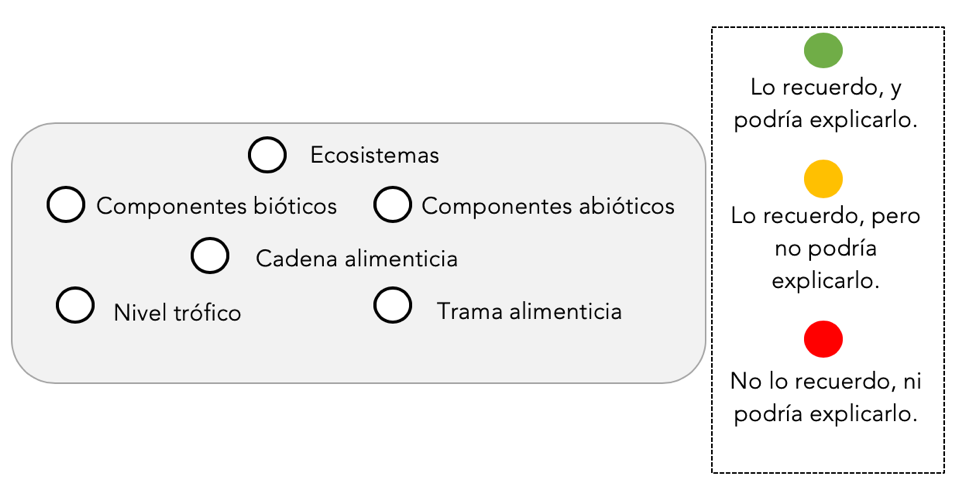 Ecosistemas
Componentes bióticos
Componentes abióticos
Cadena alimenticia
Nivel trófico
Trama alimenticia
Lo recuerdo, y
podría explicarlo.
Lo recuerdo, pero
no podría
explicarlo.
No lo recuerdo, ni
podría explicarlo.